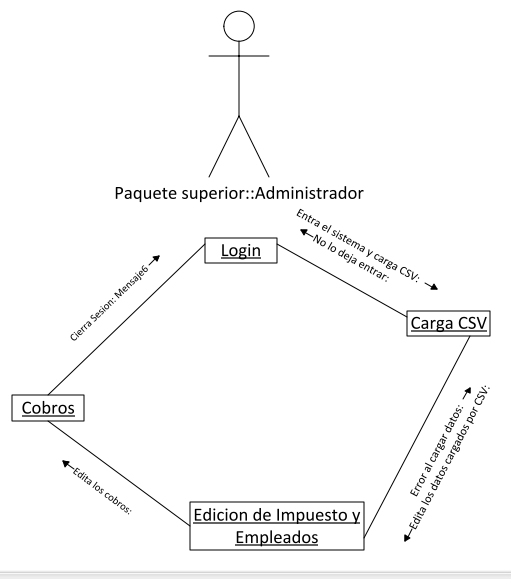 Paquete superior::Administrador
Entra el sistema y carga CSV:
No lo deja entrar:
Login
Cierra Sesion: Mensaje6
Carga CSV
Cobros
Error al cargar datos:
Edita los datos cargados por CSV:
Edita los cobros:
Edicion de Impuesto y
Empleados